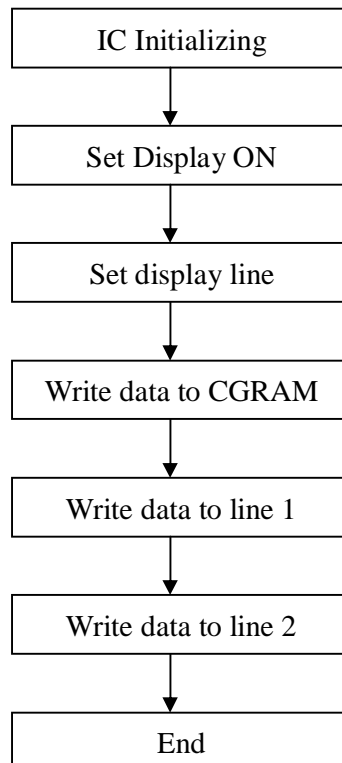 IC Initializing
Set Display ON
Set display line
Write data to CGRAM
Write data to line 1
Write data to line 2
End